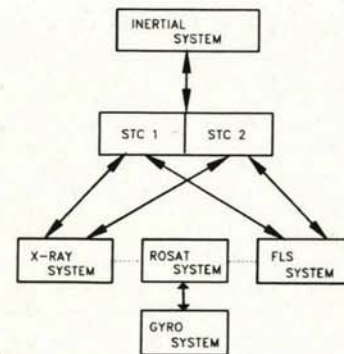 INERTIAL
SYSTEM
STC 1 STC 2
X-RAY
SYSTEM
ROSAT
SYSTEM
FLS
SYSTEM
GYRO
SYSTEM